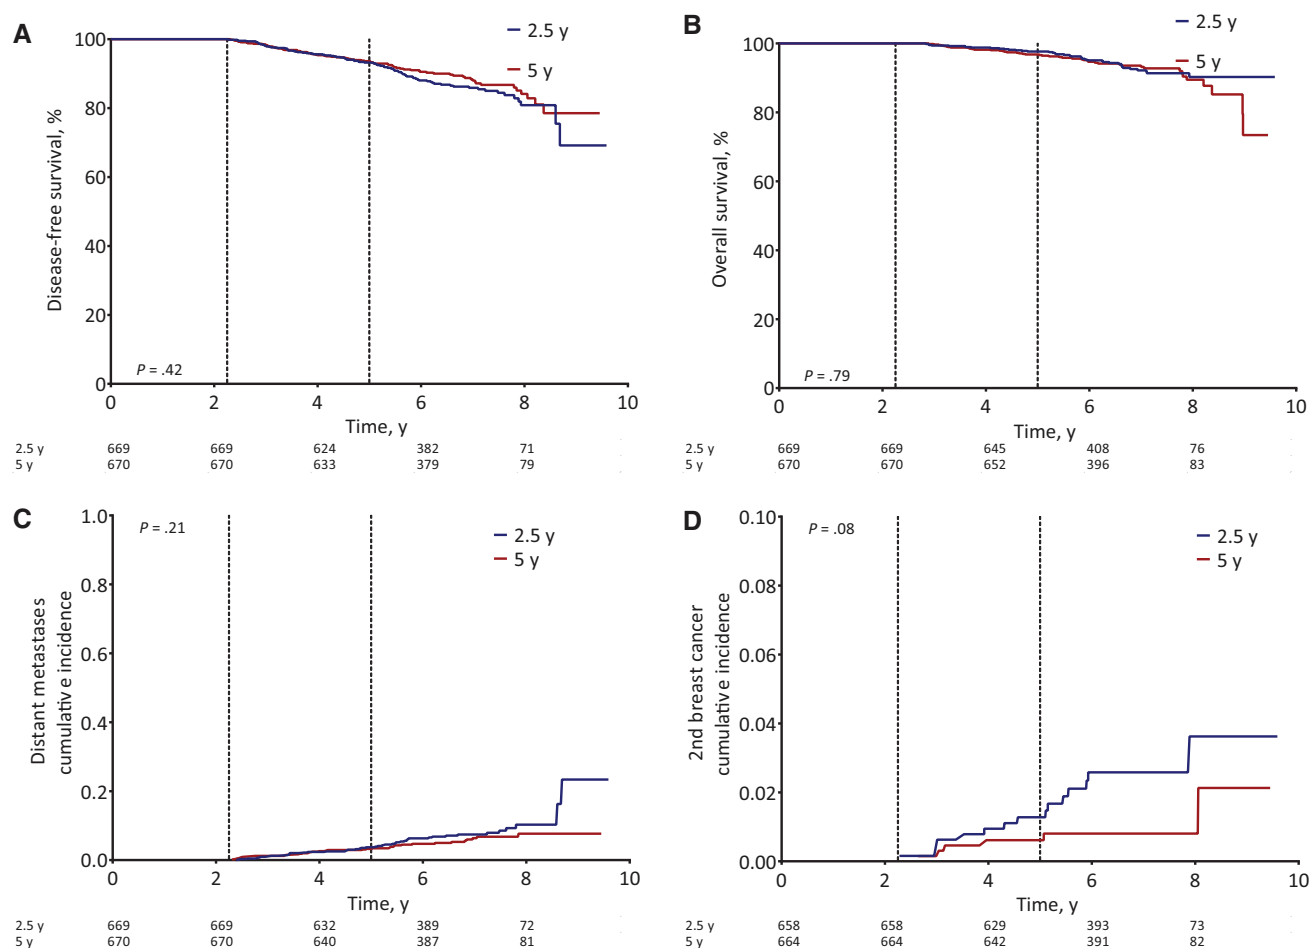 A
2.5 y
5 y
100
80
60
40
20
0
Disease-free survival, %
P = .42
0 2 4 6 8 10
Time, y
2.5 y 669 669 624 382 71
5 y 670 670 633 379 79
B
2.5 y
5 y
100
80
60
40
20
0
Overall survival, %
P = .79
0 2 4 6 8 10
Time, y
669 669 645 408 76
670 670 652 396 83
C
P = .21
2.5 y
5 y
1.0
0.8
0.6
0.4
0.2
0.0
Distant metastases
cumulative incidence
0 2 4 6 8 10
Time, y
2.5 y 669 669 632 389 72
5 y 670 670 640 387 81
D
P = .08
2.5 y
5 y
0.10
0.08
0.06
0.04
0.02
0.00
2nd breast cancer
cumulative incidence
0 2 4 6 8 10
Time, y
658 658 629 393 73
664 664 642 391 82